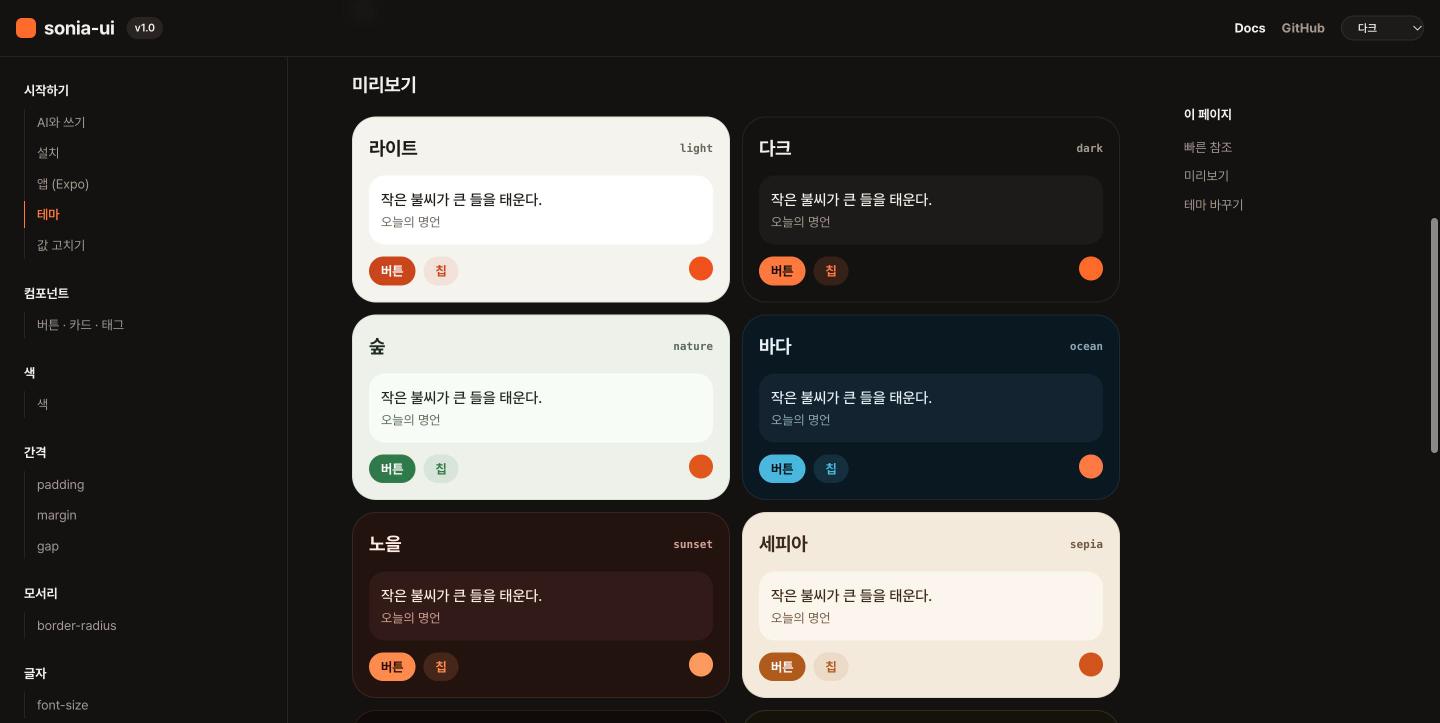 sonia-ui
v1.0
Docs
GitHub
다크
시작하기
AI와 쓰기
설치
앱 (Expo)
테마
값 고치기
컴포넌트
버튼 · 카드 · 태그
색
색
간격
padding
margin
gap
모서리
border-radius
글자
font-size
미리보기
라이트
light
작은 불씨가 큰 들을 태운다.
오늘의 명언
버튼
칩
다크
dark
작은 불씨가 큰 들을 태운다.
오늘의 명언
버튼
칩
숲
nature
작은 불씨가 큰 들을 태운다.
오늘의 명언
버튼
칩
바다
ocean
작은 불씨가 큰 들을 태운다.
오늘의 명언
버튼
칩
노을
sunset
작은 불씨가 큰 들을 태운다.
오늘의 명언
버튼
칩
세피아
sepia
작은 불씨가 큰 들을 태운다.
오늘의 명언
버튼
칩
이 페이지
빠른 참조
미리보기
테마 바꾸기